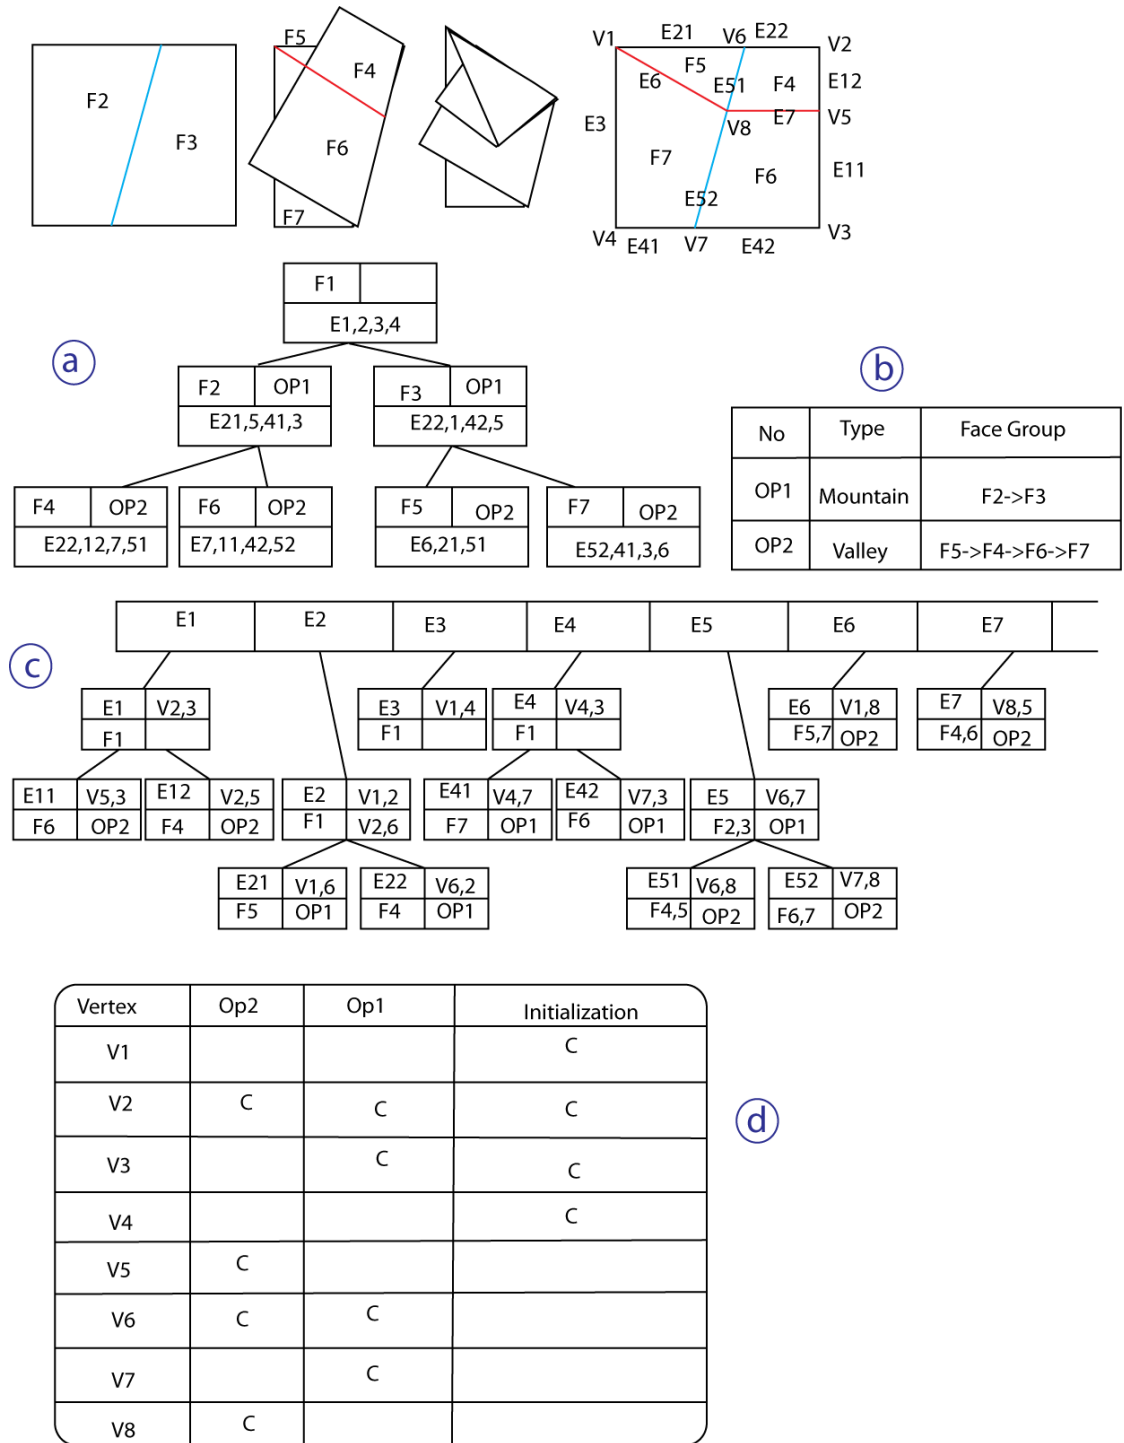 F2
F3
F5
F4
F6
F7
V1
E21
V6
E22
V2
F5
E6
E51
F4
E12
E3
V8
E7
V5
F7
F6
E11
E52
V4
E41
V7
E42
V3
F1
E1,2,3,4
a
F2 OP1
E21,5,41,3
F3 OP1
E22,1,42,5
F4 OP2
E22,12,7,51
F6 OP2
E7,11,42,52
F5 OP2
E6,21,51
F7 OP2
E52,41,3,6
b
No Type Face Group
OP1 Mountain F2->F3
OP2 Valley F5->F4->F6->F7
c
E1 E2 E3 E4 E5 E6 E7
E1 V2,3
F1
E3 V1,4
F1
E4 V4,3
F1
E6 V1,8
F5,7 OP2
E7 V8,5
F4,6 OP2
E11 V5,3
F6 OP2
E12 V2,5
F4 OP2
E2 V1,2
F1 V2,6
E41 V4,7
F7 OP1
E42 V7,3
F6 OP1
E5 V6,7
F2,3 OP1
E21 V1,6
F5 OP1
E22 V6,2
F4 OP1
E51 V6,8
F4,5 OP2
E52 V7,8
F6,7 OP2
Vertex Op2 Op1 Initialization
V1 C
V2 C C C
V3 C C
V4 C
V5 C
V6 C C
V7 C
V8 C
d